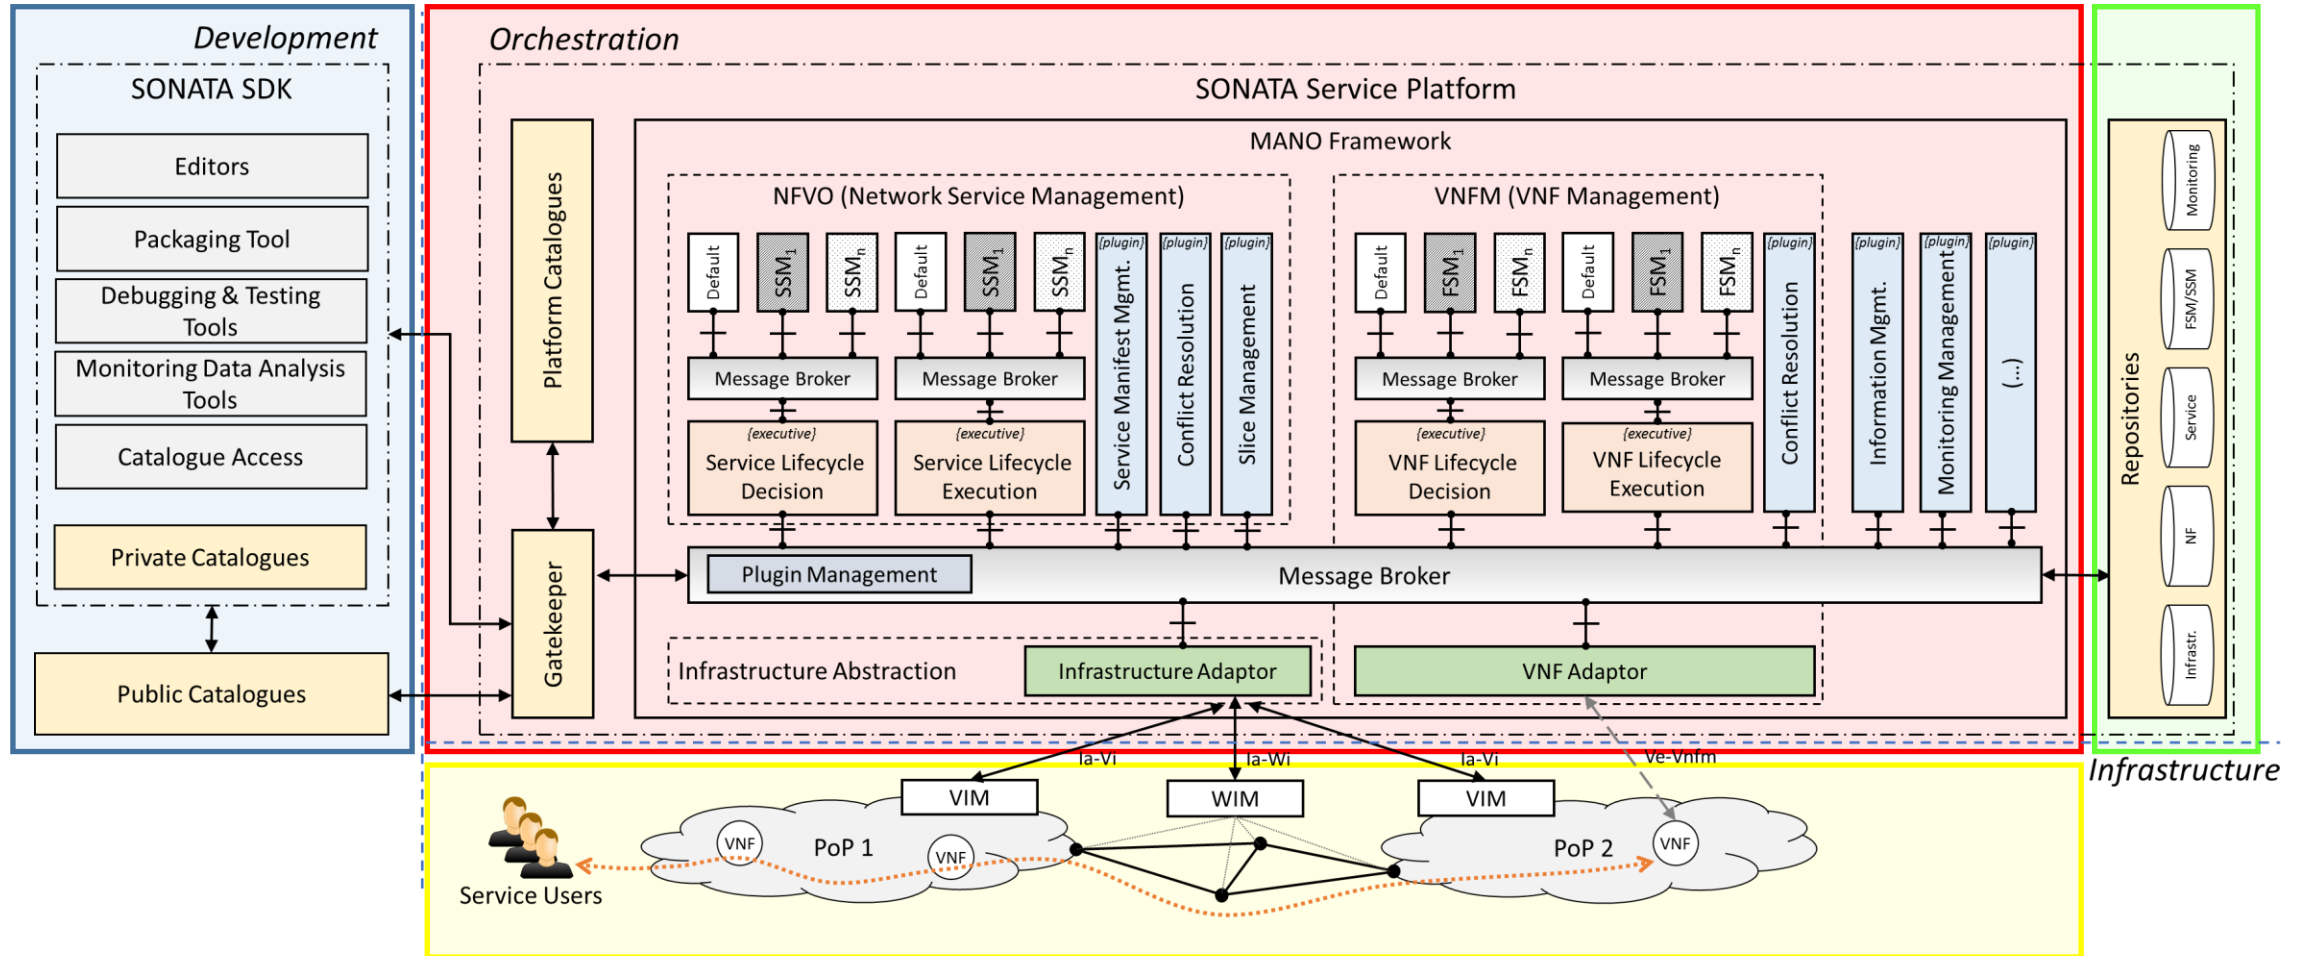 Development
SONATA SDK
Editors
Packaging Tool
Debugging & Testing
Tools
Monitoring Data Analysis
Tools
Catalogue Access
Private Catalogues
Public Catalogues
Orchestration
SONATA Service Platform
Platform Catalogues
Gatekeeper
MANO Framework
NFVO (Network Service Management)
Default
SSM1
SSMn
Message Broker
{executive}
Service Lifecycle
Decision
Default
SSM1
SSMn
Message Broker
{executive}
Service Lifecycle
Execution
{plugin}
Service Manifest Mgmt.
{plugin}
Conflict Resolution
{plugin}
Slice Management
VNFM (VNF Management)
Default
FSM1
FSMn
Message Broker
{executive}
VNF Lifecycle
Decision
Default
FSM1
FSMn
Message Broker
{executive}
VNF Lifecycle
Execution
{plugin}
Conflict Resolution
{plugin}
Information Mgmt.
{plugin}
Monitoring Management
{plugin}
(...)
Plugin Management
Message Broker
Infrastructure Abstraction
Infrastructure Adaptor
VNF Adaptor
Repositories
Monitoring
FSM/SSM
Service
NF
Infrastr.
Infrastructure
Ia-Vi
Ia-Wi
Ia-Vi
Ve-Vnfm
VIM
WIM
VIM
VNF
PoP 1
VNF
PoP 2
VNF
Service Users